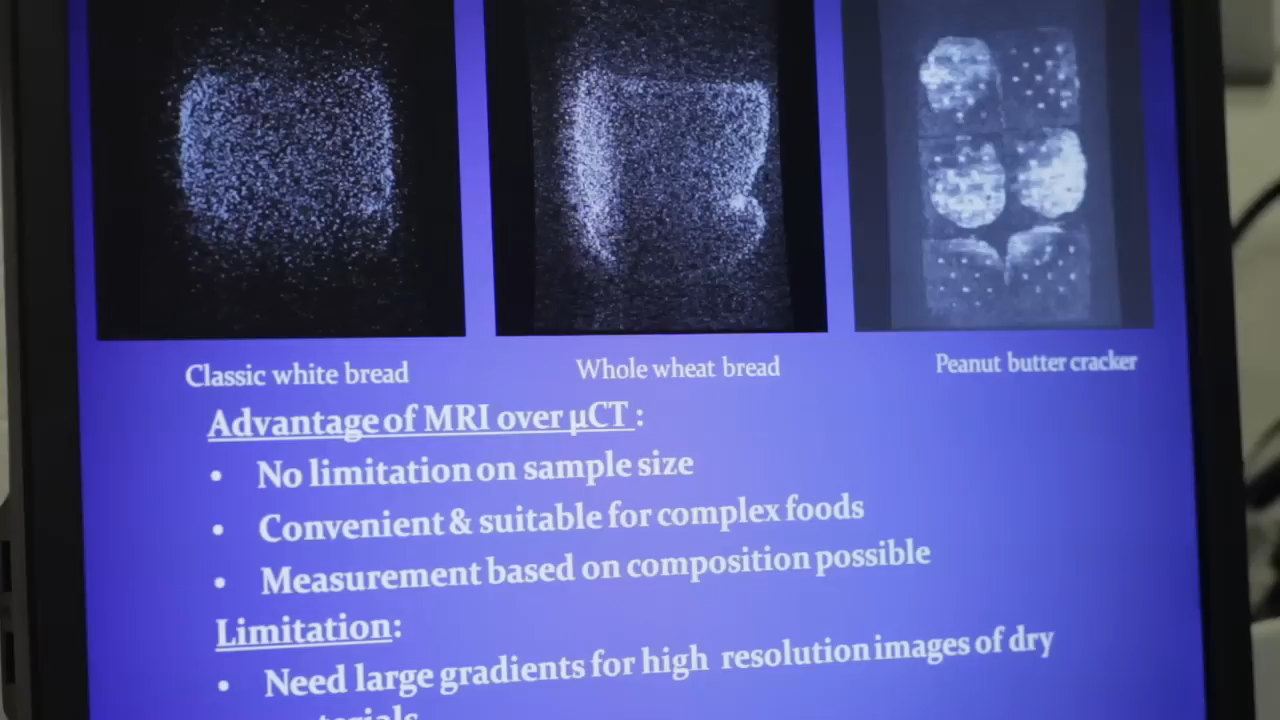 Classic white bread
Whole wheat bread
Peanut butter cracker
Advantage of MRI over µCT :
• No limitation on sample size
• Convenient & suitable for complex foods
• Measurement based on composition possible
Limitation:
• Need large gradients for high resolution images of dry